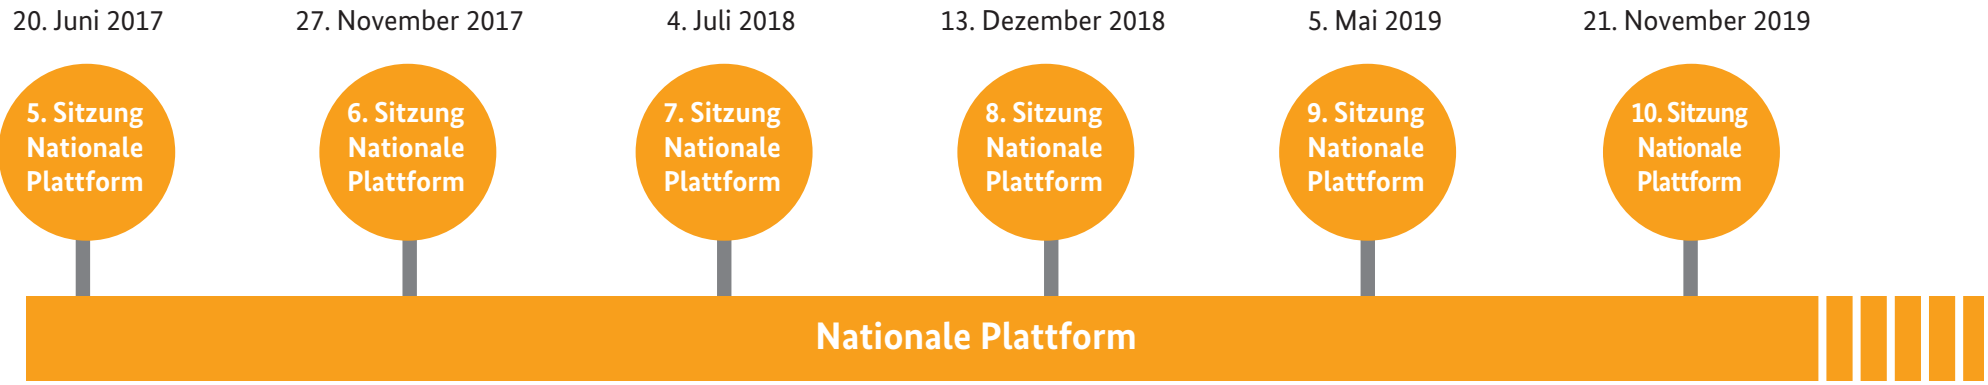 20. Juni 2017
27. November 2017
4. Juli 2018
13. Dezember 2018
5. Mai 2019
21. November 2019
5. Sitzung
Nationale
Plattform
6. Sitzung
Nationale
Plattform
7. Sitzung
Nationale
Plattform
8. Sitzung
Nationale
Plattform
9. Sitzung
Nationale
Plattform
10. Sitzung
Nationale
Plattform
Nationale Plattform